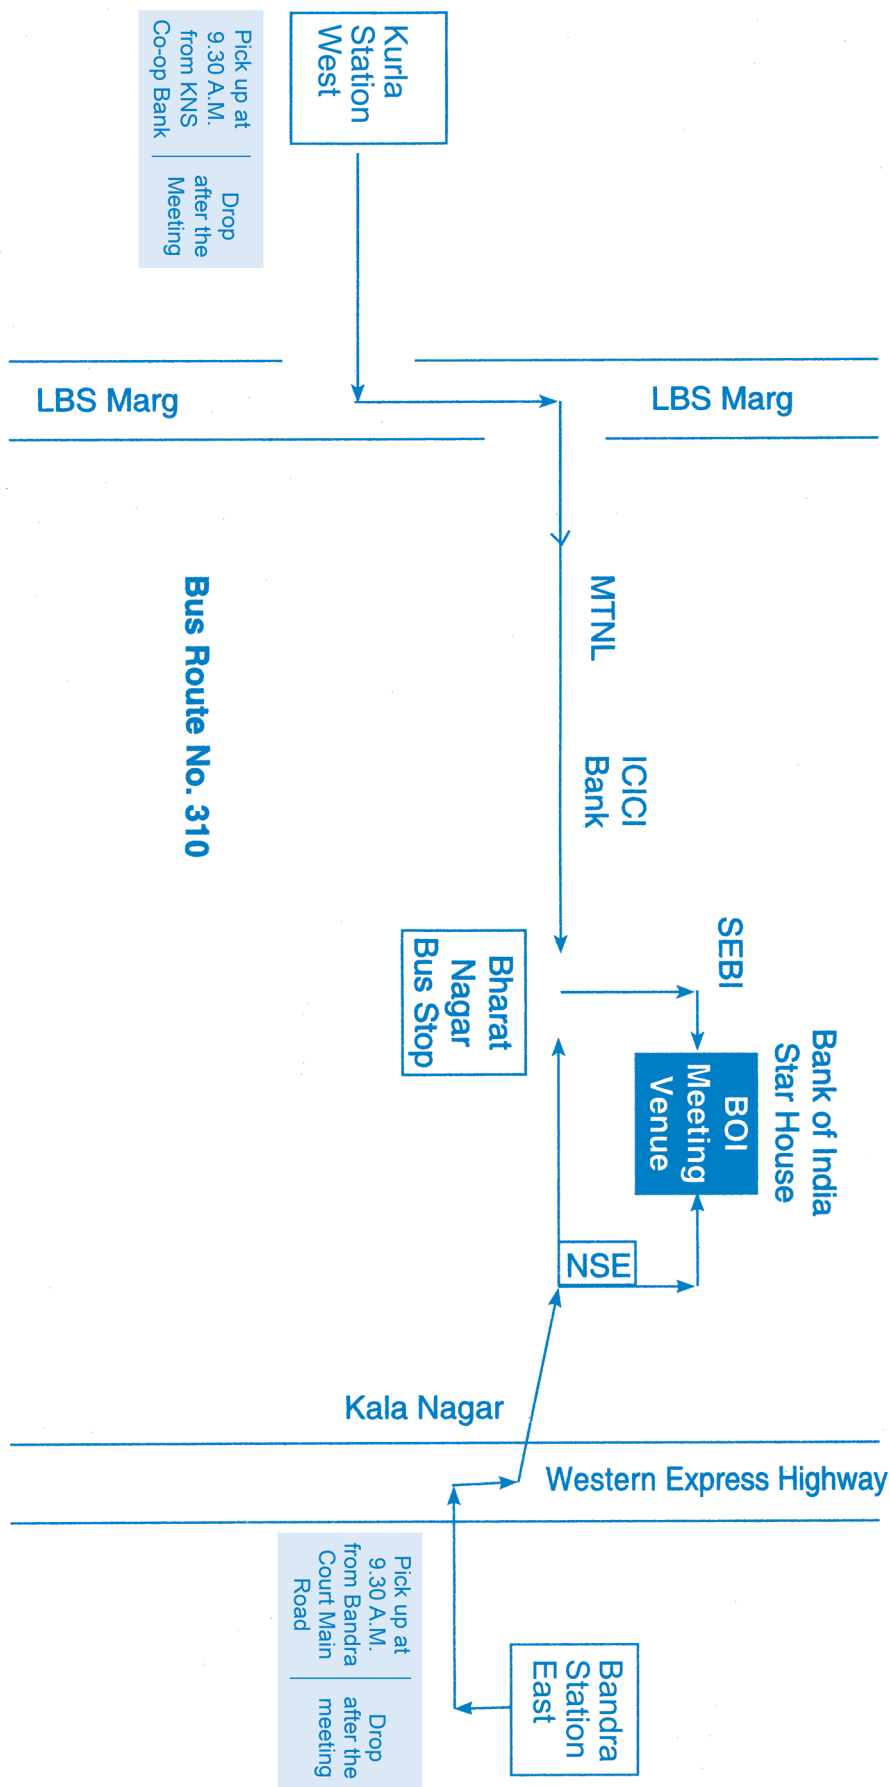 Kurla
Station
West
Pick up at
9.30 A.M.
from KNS
Co-op Bank
Drop
after the
Meeting
LBS Marg
LBS Marg
MTNL
Bus Route No. 310
ICICI
Bank
SEBI
Bharat
Nagar
Bus Stop
Bank of India
Star House
BOI
Meeting
Venue
NSE
Kala Nagar
Western Express Highway
Pick up at
9.30 A.M.
from Bandra
Court Main
Road
Drop
after the
meeting
Bandra
Station
East